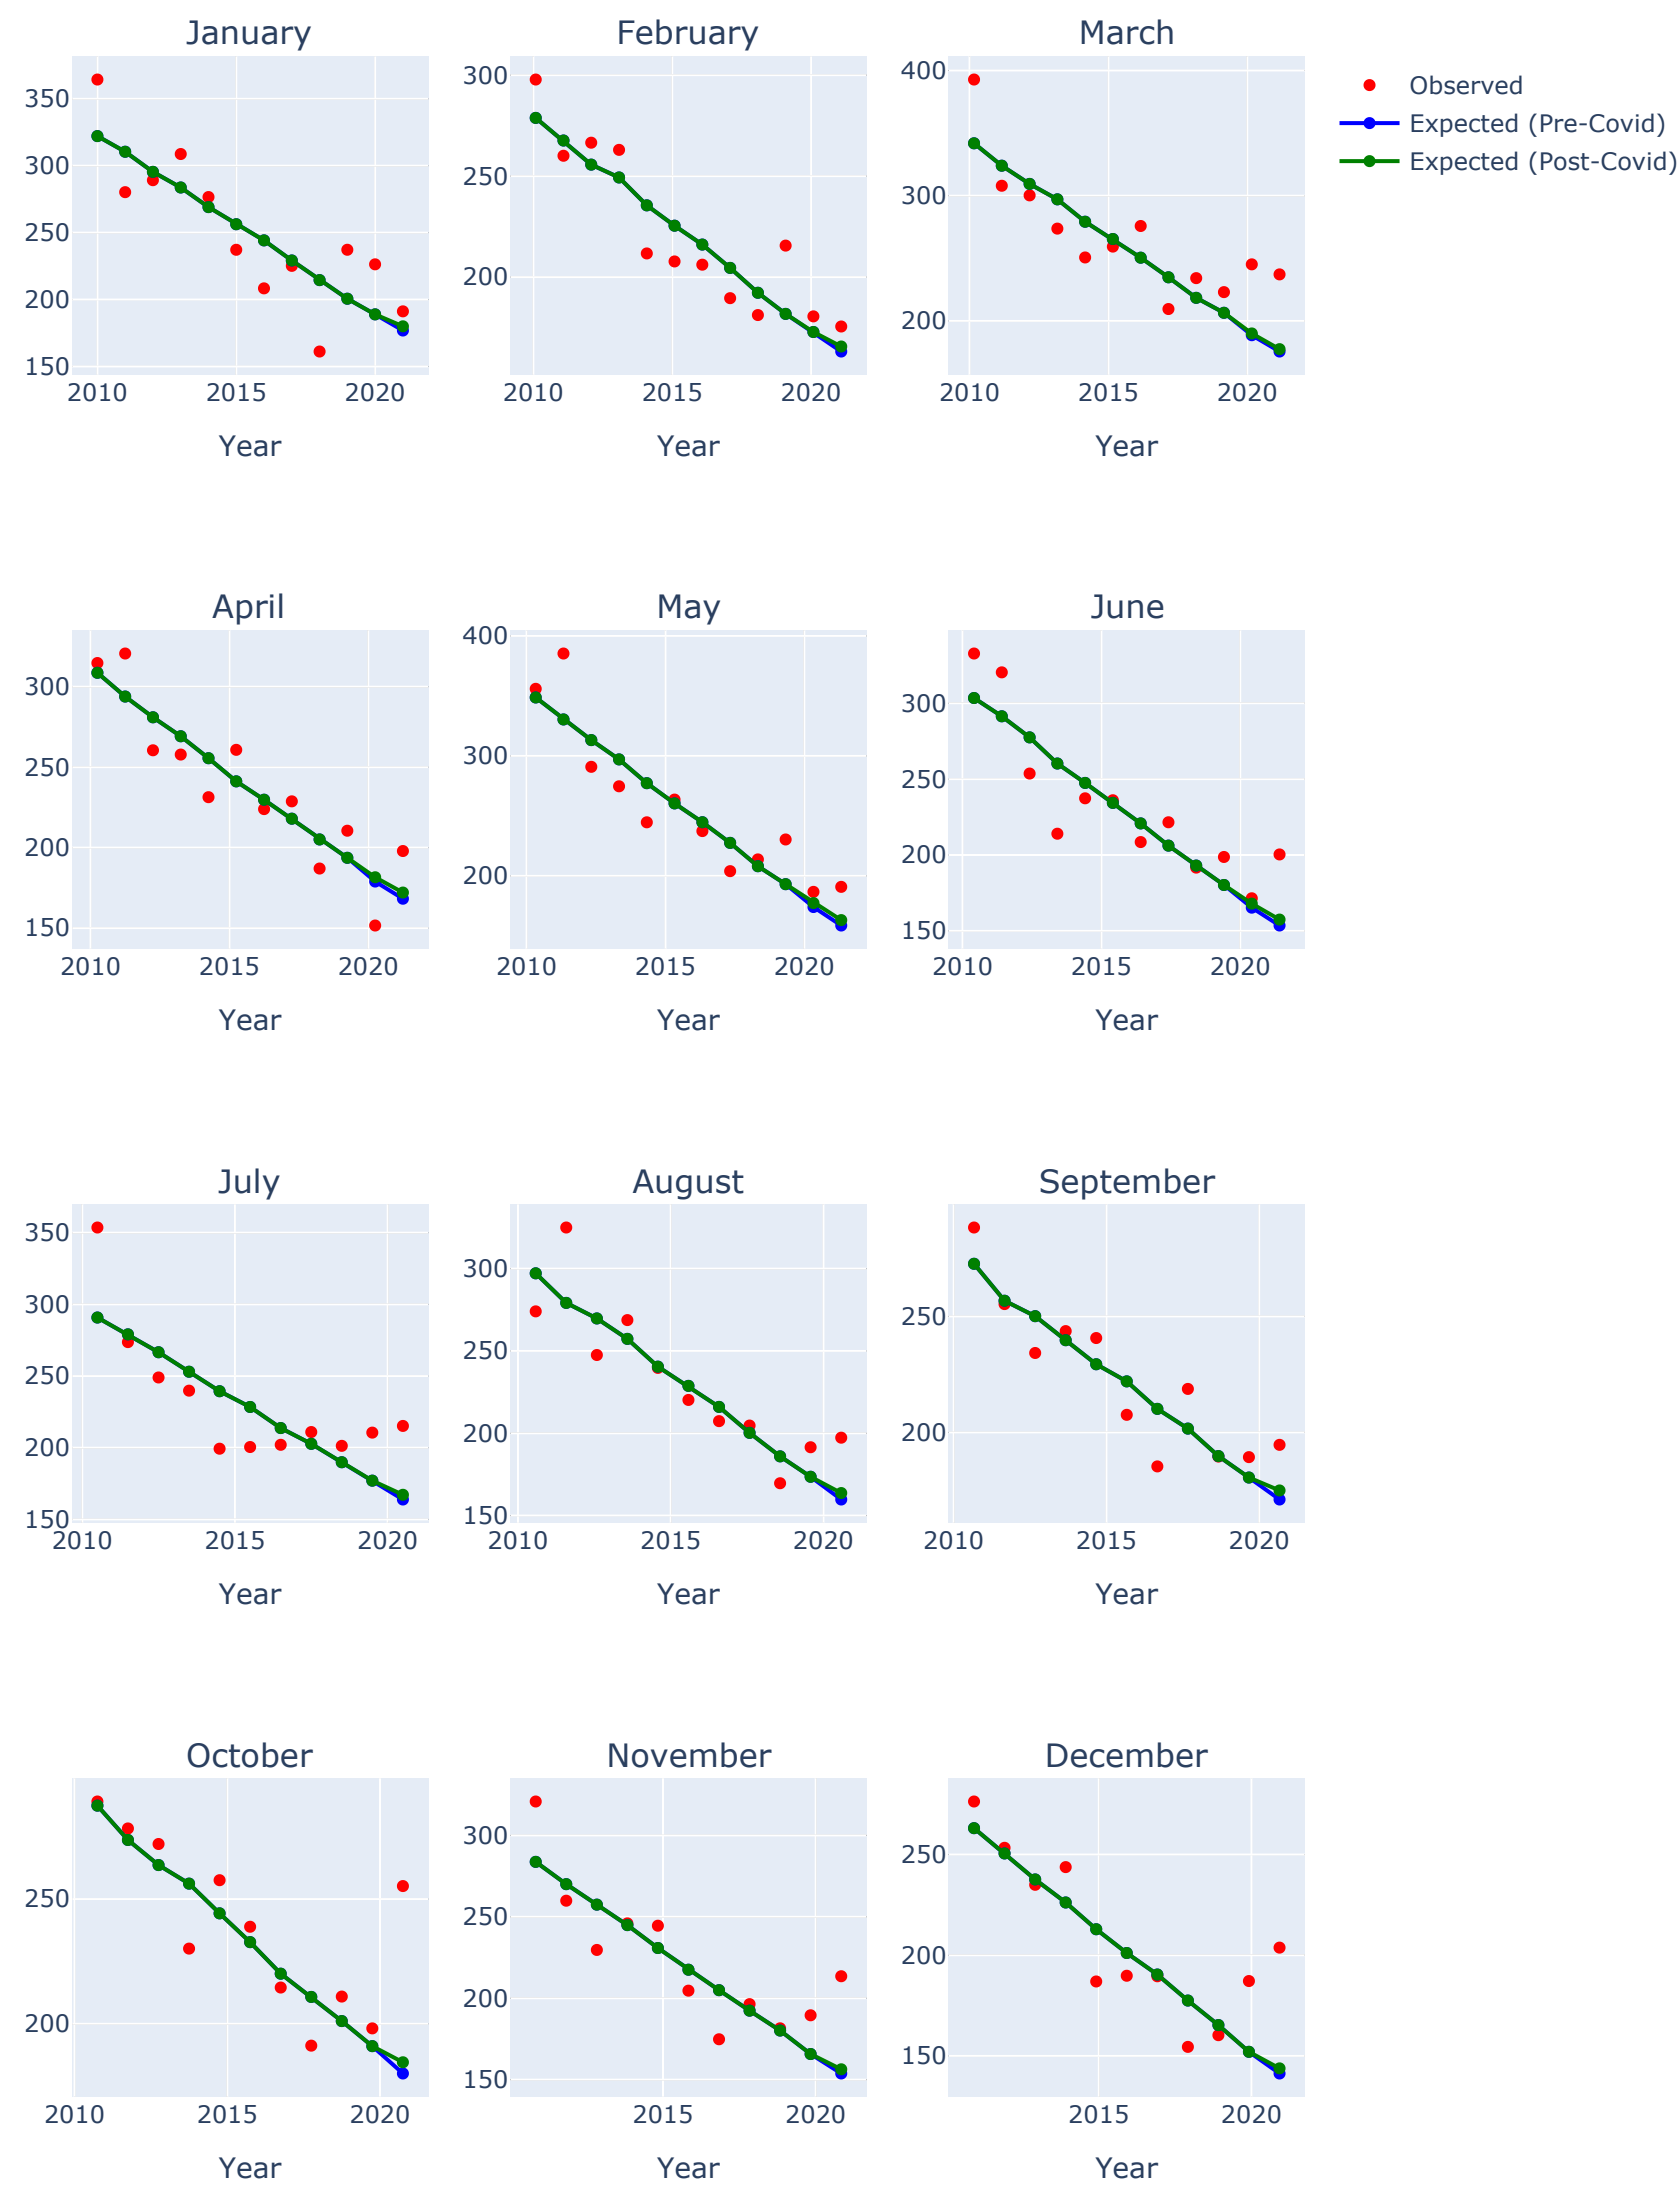 January
February
March
350
300
250
200
150
2010
2015
2020
Year
300
250
200
2010
2015
2020
Year
400
300
200
2010
2015
2020
Year
Observed
Expected (Pre-Covid)
Expected (Post-Covid)
April
May
June
300
250
200
150
2010
2015
2020
Year
400
300
200
2010
2015
2020
Year
300
250
200
150
2010
2015
2020
Year
July
August
September
350
300
250
200
150
2010
2015
2020
Year
300
250
200
150
2010
2015
2020
Year
250
200
2010
2015
2020
Year
October
November
December
250
200
2010
2015
2020
Year
300
250
200
150
2015
2020
Year
250
200
150
2015
2020
Year